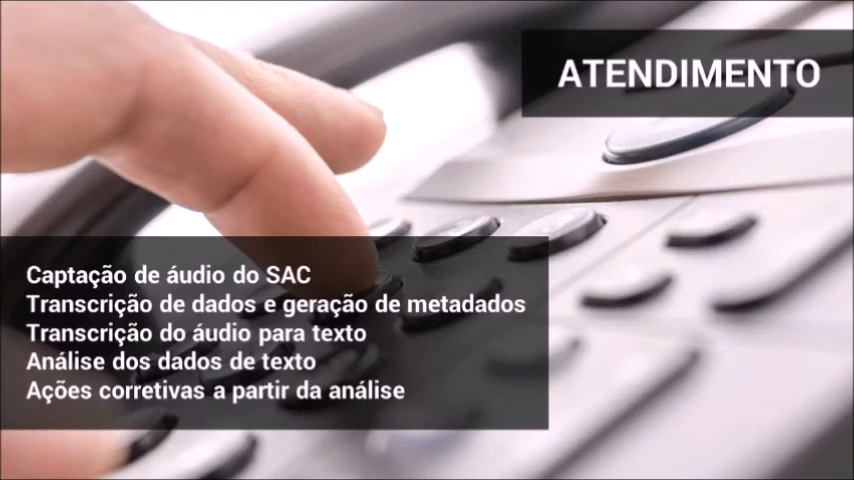 ATENDIMENTO
Captação de áudio do SAC
Transcrição de dados e geração de metadados
Transcrição do áudio para texto
Análise dos dados de texto
Ações corretivas a partir da análise